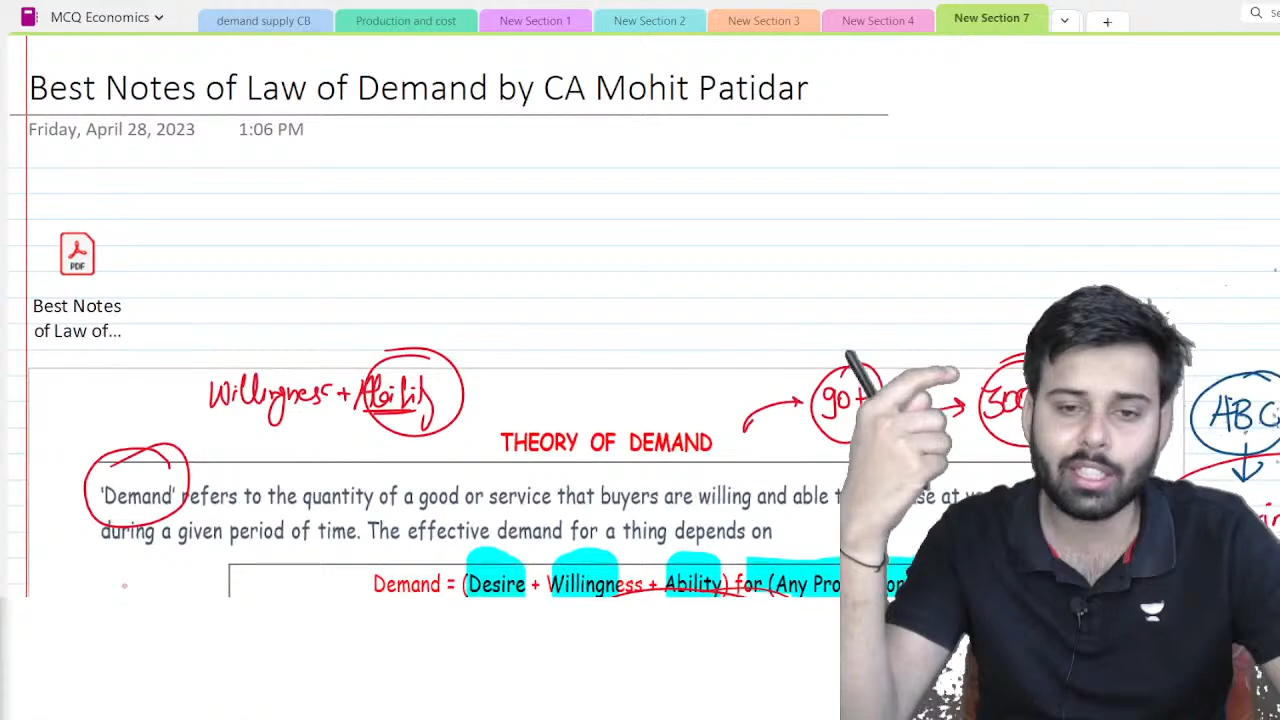 MCQ Economics
demand supply CB
Production and cost
New Section 1
New Section 2
New Section 3
New Section 4
New Section 7
+
Best Notes of Law of Demand by CA Mohit Patidar
Friday, April 28, 2023 1:06 PM
PDF
Best Notes
of Law of...
Willingness + Ability
THEORY OF DEMAND
'Demand' refers to the quantity of a good or service that buyers are willing and able
during a given period of time. The effective demand for a thing depends on
Demand = (Desire + Willingness + Ability) for (Any